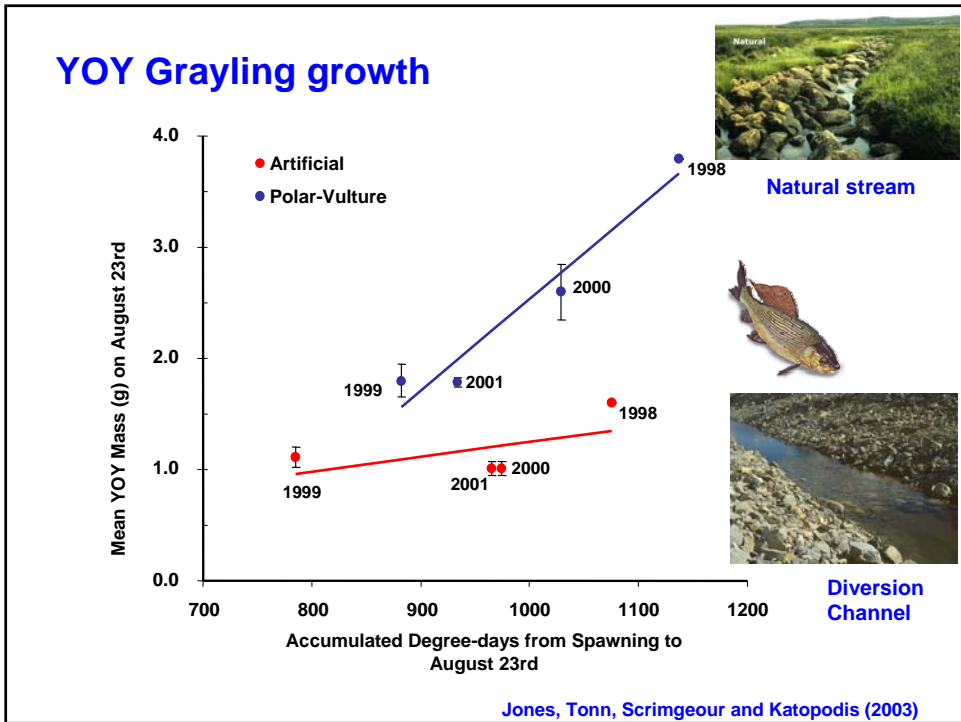 YOY Grayling growth
Natural
Natural stream
4.0
3.0
2.0
1.0
0.0
Mean YOY Mass (g) on August 23rd
Artificial
Polar-Vulture
1998
2000
1999
2001
1998
1999
2001
2000
700 800 900 1000 1100 1200
Accumulated Degree-days from Spawning to
August 23rd
Diversion
Channel
Jones, Tonn, Scrimgeour and Katopodis (2003)